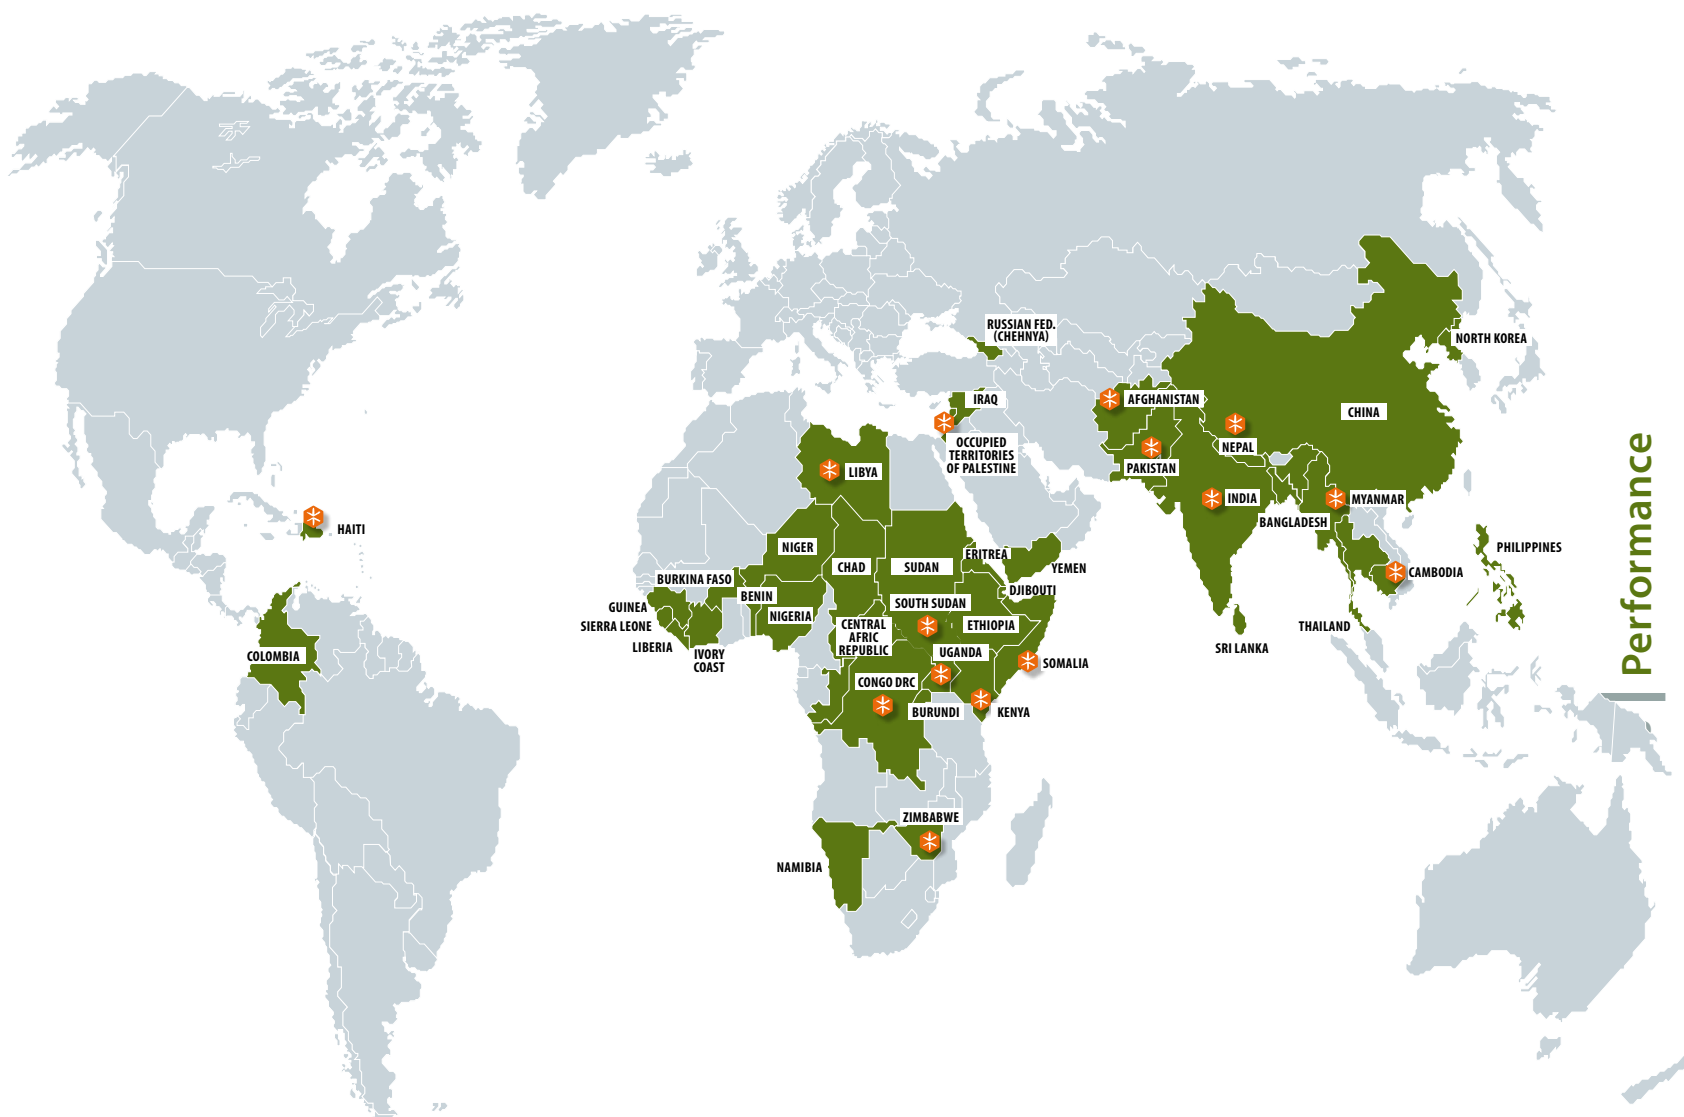 RUSSIAN FED.
(CHEHNYA)
NORTH KOREA
IRAQ
AFGHANISTAN
CHINA
OCCUPIED
TERRITORIES
OF PALESTINE
NEPAL
LIBYA
PAKISTAN
INDIA
MYANMAR
HAITI
BANGLADESH
NIGER
ERITREA
PHILIPPINES
CHAD
SUDAN
YEMEN
CAMBODIA
BURKINA FASO
BENIN
DJIBOUTI
GUINEA
SOUTH SUDAN
NIGERIA
SIERRA LEONE
CENTRAL
AFRIC
REPUBLIC
ETHIOPIA
THAILAND
LIBERIA
IVORY
COAST
UGANDA
SRI LANKA
COLOMBIA
SOMALIA
CONGO DRC
BURUNDI
KENYA
ZIMBABWE
NAMIBIA
Performance